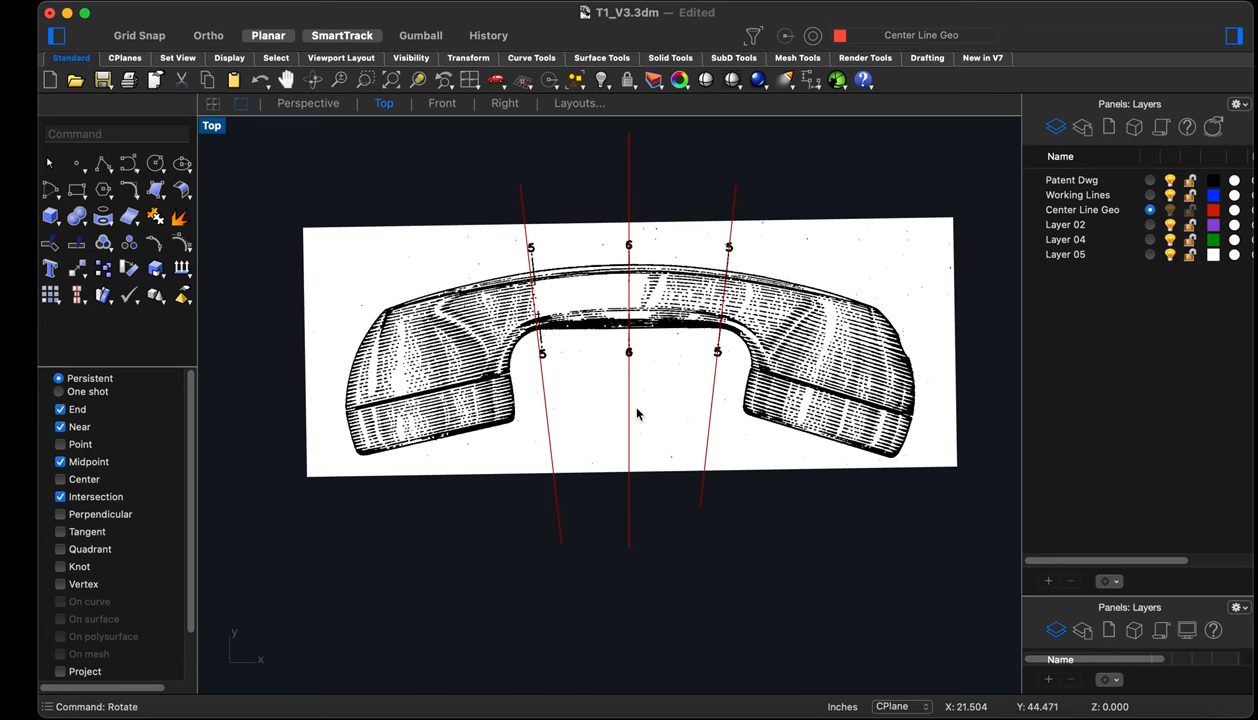 T1_V3.3dm — Edited
Grid Snap Ortho Planar SmartTrack Gumball History Center Line Geo
Standard CPlanes Set View Display Select Viewport Layout Visibility Transform Curve Tools Surface Tools Solid Tools SubD Tools Mesh Tools Render Tools Drafting New in V7
Perspective Top Front Right Layouts...
Top
Command
Panels: Layers
Name
Patent Dwg
Working Lines
Center Line Geo
Layer 02
Layer 04
Layer 05
5 6 5
5 6 5
Persistent
One shot
End
Near
Point
Midpoint
Center
Intersection
Perpendicular
Tangent
Quadrant
Knot
Vertex
On curve
On surface
On polysurface
On mesh
Project
y
x
Panels: Layers
Name
Command: Rotate Inches CPlane X: 21.504 Y: 44.471 Z: 0.000